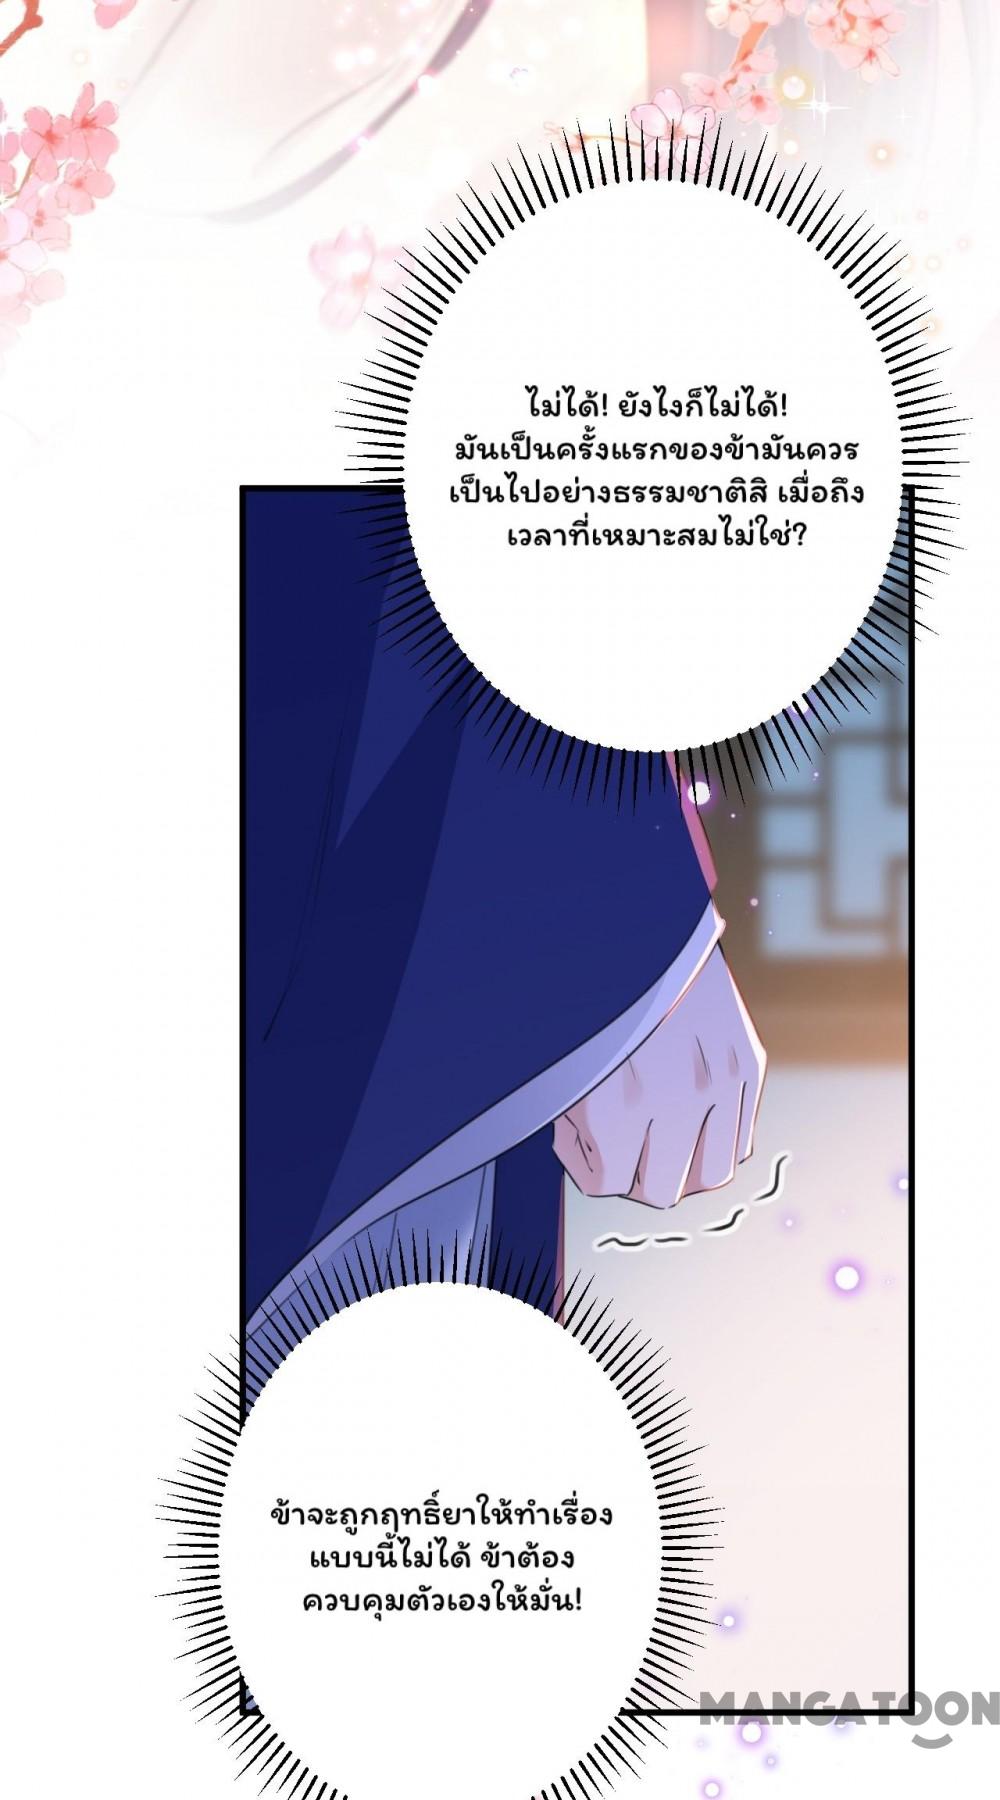 ไม่ได้! ยังไงก็ไม่ได้!
มันเป็นครั้งแรกของข้ามันควร
เป็นไปอย่างธรรมชาติสิ เมื่อถึง
เวลาที่เหมาะสมไม่ใช่?
ข้าจะถูกฤทธิ์ยาให้ทำเรื่อง
แบบนี้ไม่ได้ ข้าต้อง
ควบคุมตัวเองให้มั่น!
MANGATOON